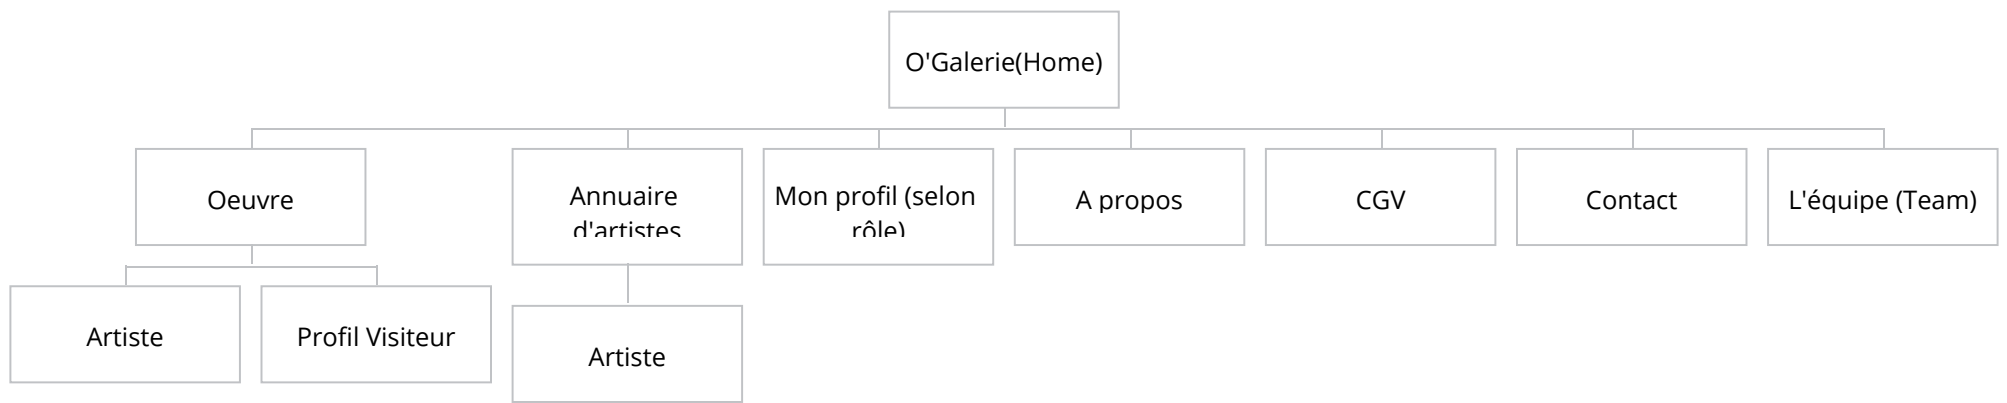 O'Galerie(Home)
Oeuvre
Annuaire
d'artistes
Mon profil (selon
rôle)
A propos
CGV
Contact
L'équipe (Team)
Artiste
Profil Visiteur
Artiste